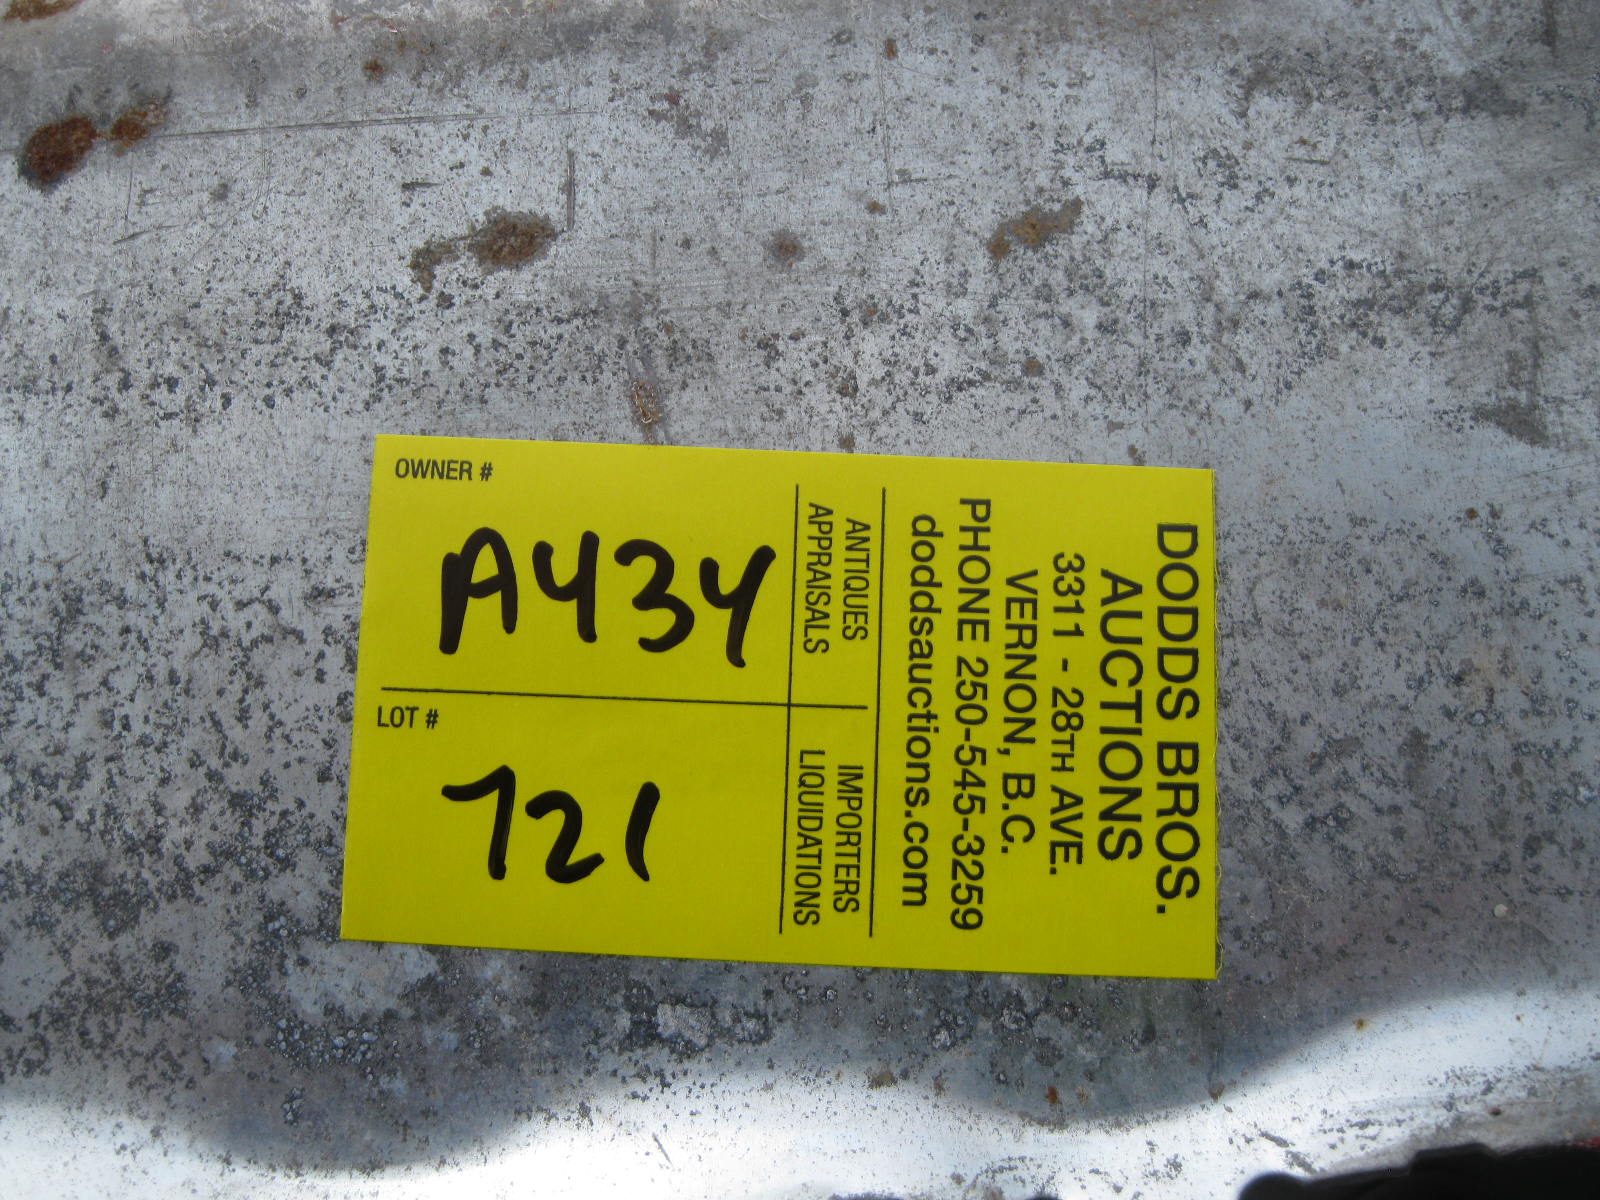 DODDS BROS.
AUCTIONS
3311 - 28TH AVE.
VERNON, B.C.
PHONE 250-545-3259
doddsauctions.com
ANTIQUES
APPRAISALS
IMPORTERS
LIQUIDATIONS
OWNER #
A434
LOT #
721